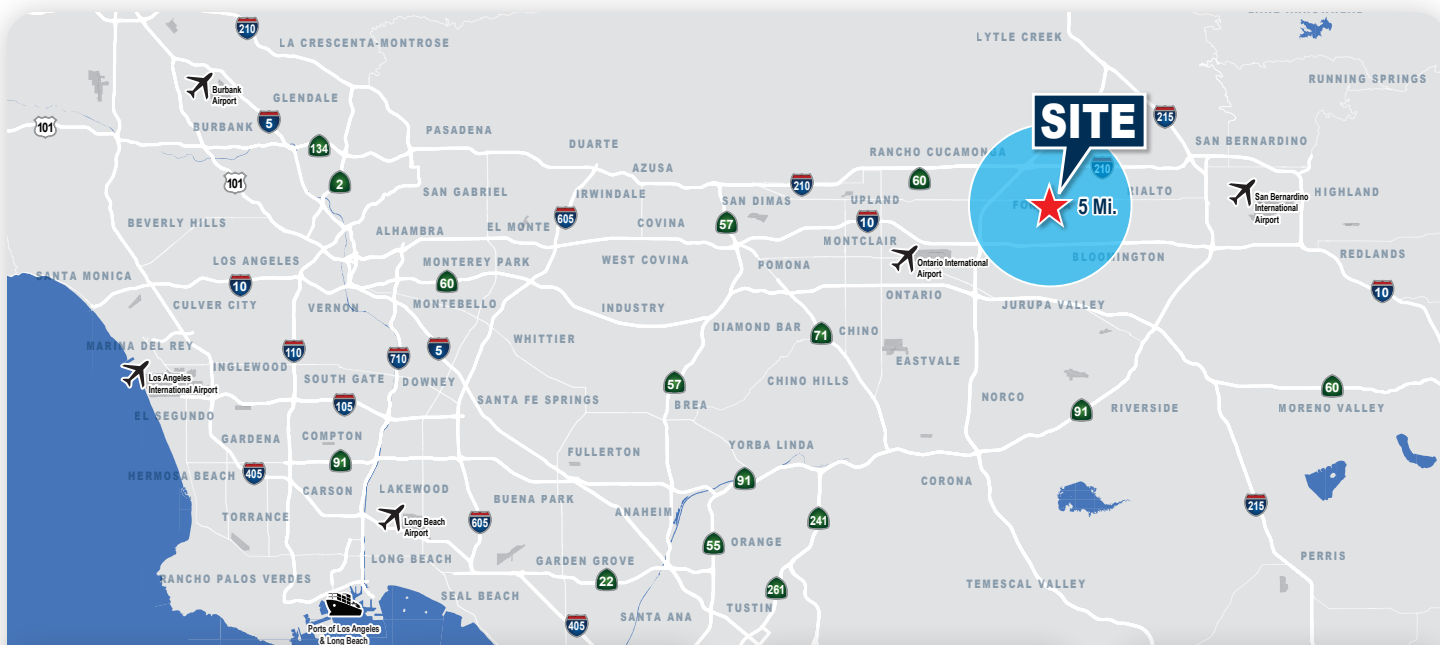 210
LA CRESCENTA-MONTROSE
LYTLE CREEK
RUNNING SPRINGS
Burbank
Airport
GLENDALE
BURBANK
5
101
134
PASADENA
SITE
215
SAN BERNARDINO
DUARTE
RANCHO CUCAMONGA
AZUSA
210
101
2
SAN GABRIEL
IRWINDALE
210
60
SAN DIMAS
UPLAND
5 Mi.
RIALTO
San Bernardino
International
Airport
HIGHLAND
BEVERLY HILLS
ALHAMBRA
EL MONTE
605
COVINA
57
10
MONTCLAIR
LOS ANGELES
MONTEREY PARK
WEST COVINA
POMONA
Ontario International
Airport
BLOOMINGTON
REDLANDS
SANTA MONICA
10
60
10
CULVER CITY
VERNON
MONTEBELLO
INDUSTRY
ONTARIO
JURUPA VALLEY
MARINA DEL REY
110
710
5
WHITTIER
DIAMOND BAR
71
CHINO
EASTVALE
INGLEWOOD
Los Angeles
International Airport
SOUTH GATE
DOWNEY
57
CHINO HILLS
60
EL SEGUNDO
105
SANTA FE SPRINGS
BREA
NORCO
91
RIVERSIDE
MORENO VALLEY
GARDENA
COMPTON
FULLERTON
YORBA LINDA
HERMOSA BEACH
405
91
CARSON
LAKEWOOD
BUENA PARK
91
CORONA
TORRANCE
Long Beach
Airport
605
ANAHEIM
55
ORANGE
241
215
LONG BEACH
GARDEN GROVE
PERRIS
RANCHO PALOS VERDES
SEAL BEACH
22
261
TEMESCAL VALLEY
Ports of Los Angeles
& Long Beach
405
SANTA ANA
TUSTIN